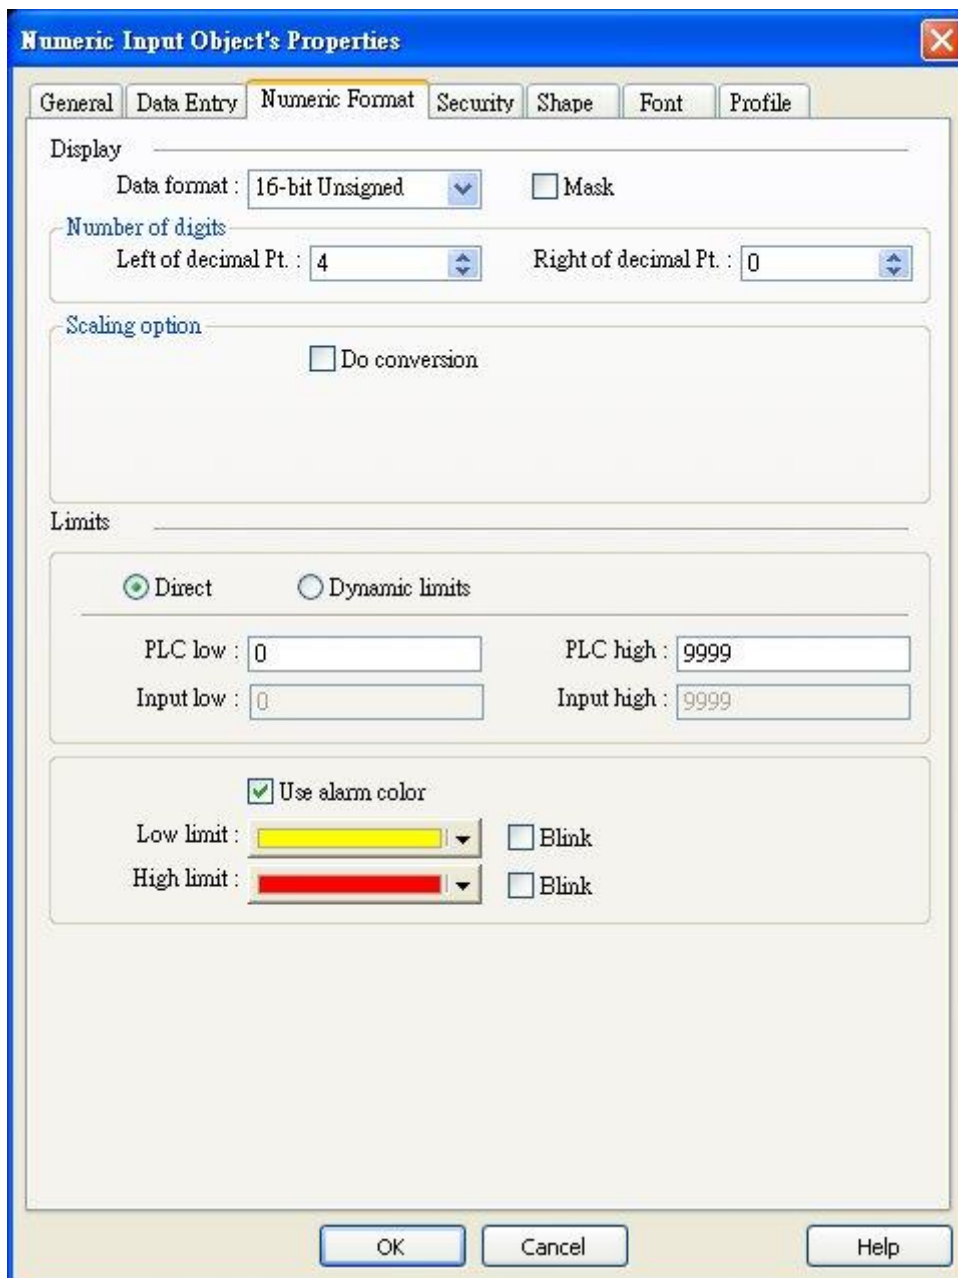 Numeric Input Object's Properties
General Data Entry Numeric Format Security Shape Font Profile
Display
Data format : 16-bit Unsigned Mask
Number of digits
Left of decimal Pt. : 4 Right of decimal Pt. : 0
Scaling option
Do conversion
Limits
Direct Dynamic limits
PLC low : 0 PLC high : 9999
Input low : 0 Input high : 9999
Use alarm color
Low limit : Blink
High limit : Blink
OK Cancel Help